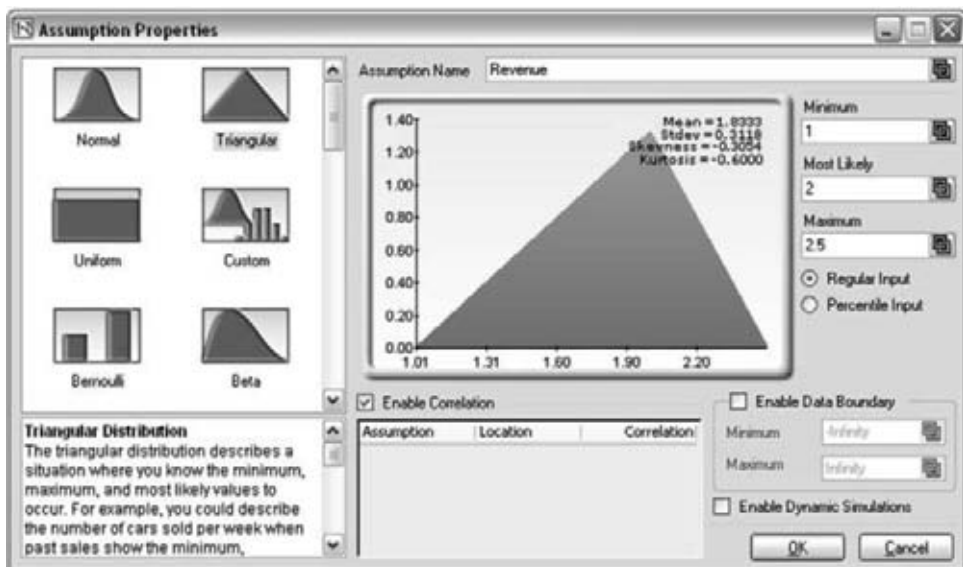 Assumption Properties
Normal
Triangular
Uniform
Custom
Bernoulli
Beta
Triangular Distribution
The triangular distribution describes a
situation where you know the minimum,
maximum, and most likely values to
occur. For example, you could describe
the number of cars sold per week when
past sales show the minimum,
Assumption Name Revenue
1.40
1.20
1.00
0.80
0.60
0.40
0.20
0.00
1.01 1.31 1.60 1.90 2.20
Mean =1.8333
Stdev =0.3118
Skewness =-0.3054
Kurtosis =-0.6000
Minimum
1
Most Likely
2
Maximum
2.5
Regular Input
Percentile Input
Enable Correlation
Assumption Location Correlation
Enable Data Boundary
Minimum -Infinity
Maximum Infinity
Enable Dynamic Simulations
OK Cancel